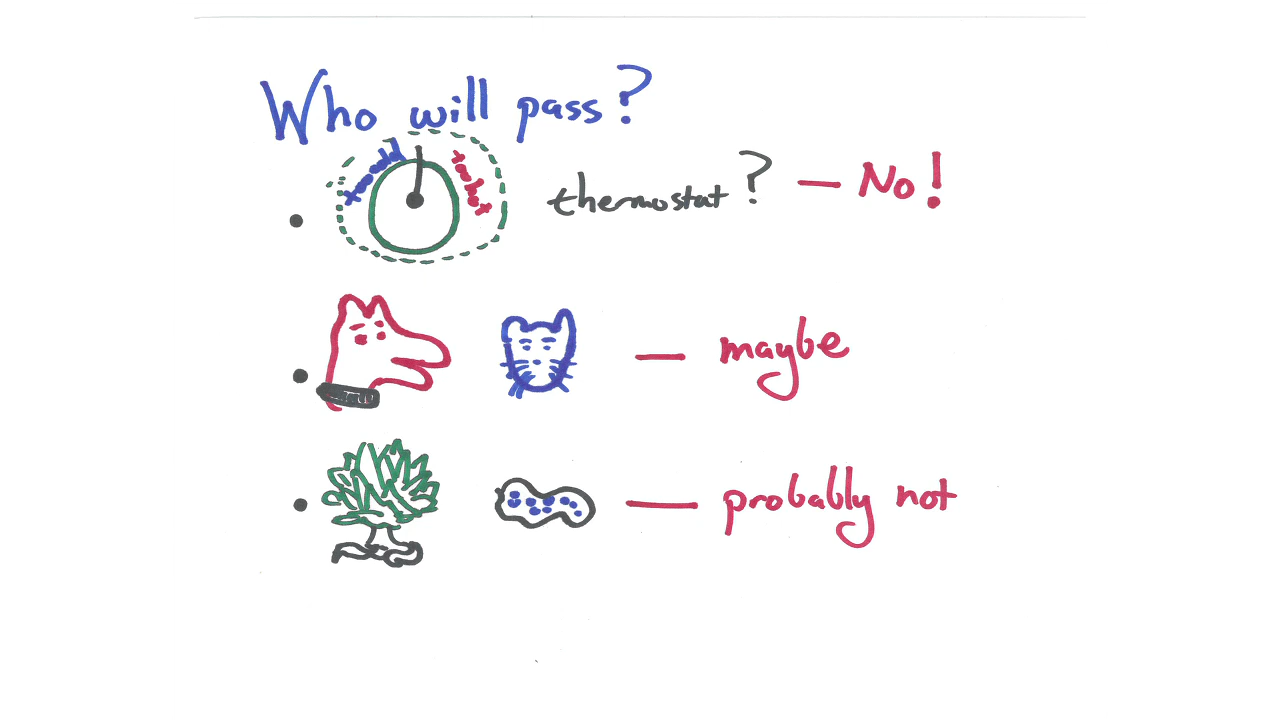 Who will pass?
too cold
too hot
thermostat? — No!
— maybe
— probably not